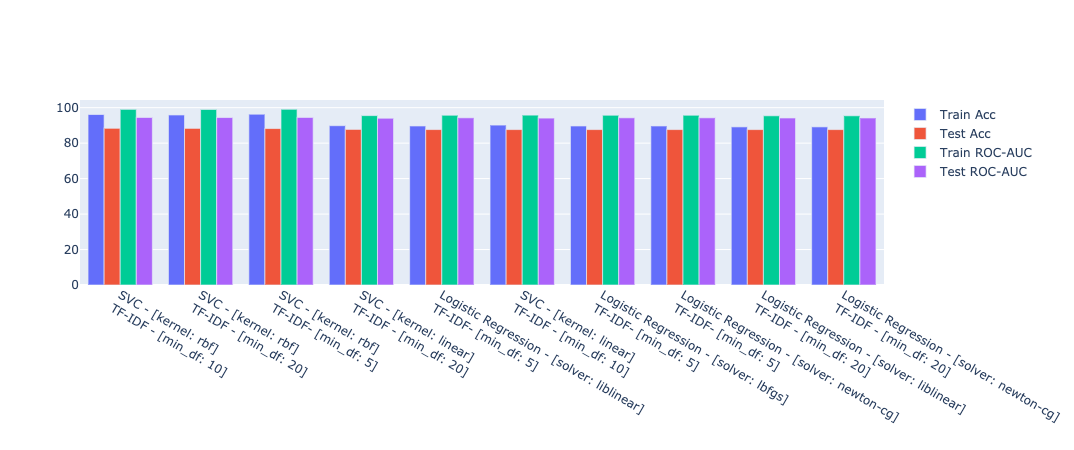 100
80
60
40
20
0
Train Acc
Test Acc
Train ROC-AUC
Test ROC-AUC
SVC - [kernel: rbf]
TF-IDF - [min_df: 10]
SVC - [kernel: rbf]
TF-IDF - [min_df: 20]
SVC - [kernel: rbf]
TF-IDF- [min_df: 5]
SVC - [kernel: linear]
TF-IDF - [min_df: 20]
Logistic Regression - [solver: liblinear]
TF-IDF- [min_df: 5]
SVC - [kernel: linear]
TF-IDF - [min_df: 10]
Logistic Regression - [solver: lbfgs]
TF-IDF- [min_df: 5]
Logistic Regression - [solver: newton-cg]
TF-IDF- [min_df: 5]
Logistic Regression - [solver: liblinear]
TF-IDF - [min_df: 20]
Logistic Regression - [solver: newton-cg]
TF-IDF - [min_df: 20]